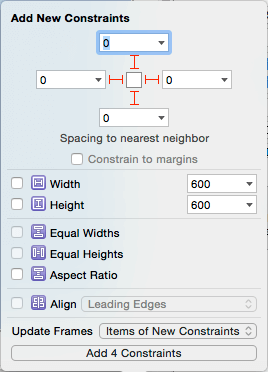 Add New Constraints
0
0 0
0
Spacing to nearest neighbor
Constrain to margins
Width 600
Height 600
Equal Widths
Equal Heights
Aspect Ratio
Align Leading Edges
Update Frames Items of New Constraints
Add 4 Constraints